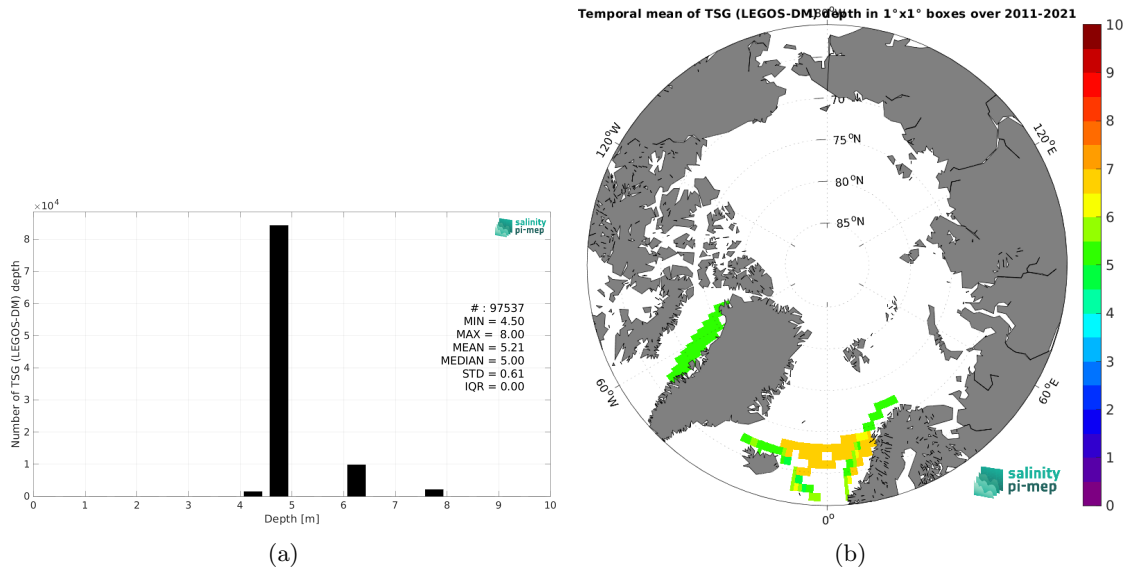 ×10⁴
8
7
6
5
4
3
2
1
0
0 1 2 3 4 5 6 7 8 9 10
Number of TSG (LEGOS-DM) depth
Depth [m]
salinity
pi-mep
# : 97537
MIN = 4.50
MAX = 8.00
MEAN = 5.21
MEDIAN = 5.00
STD = 0.61
IQR = 0.00
(a)
Temporal mean of TSG (LEGOS-DM) depth in 1°x1° boxes over 2011-2021
180°W
120°W
120°E
70
75°N
80°N
85°N
60°W
60°E
0°
salinity
pi-mep
10
9
8
7
6
5
4
3
2
1
0
(b)